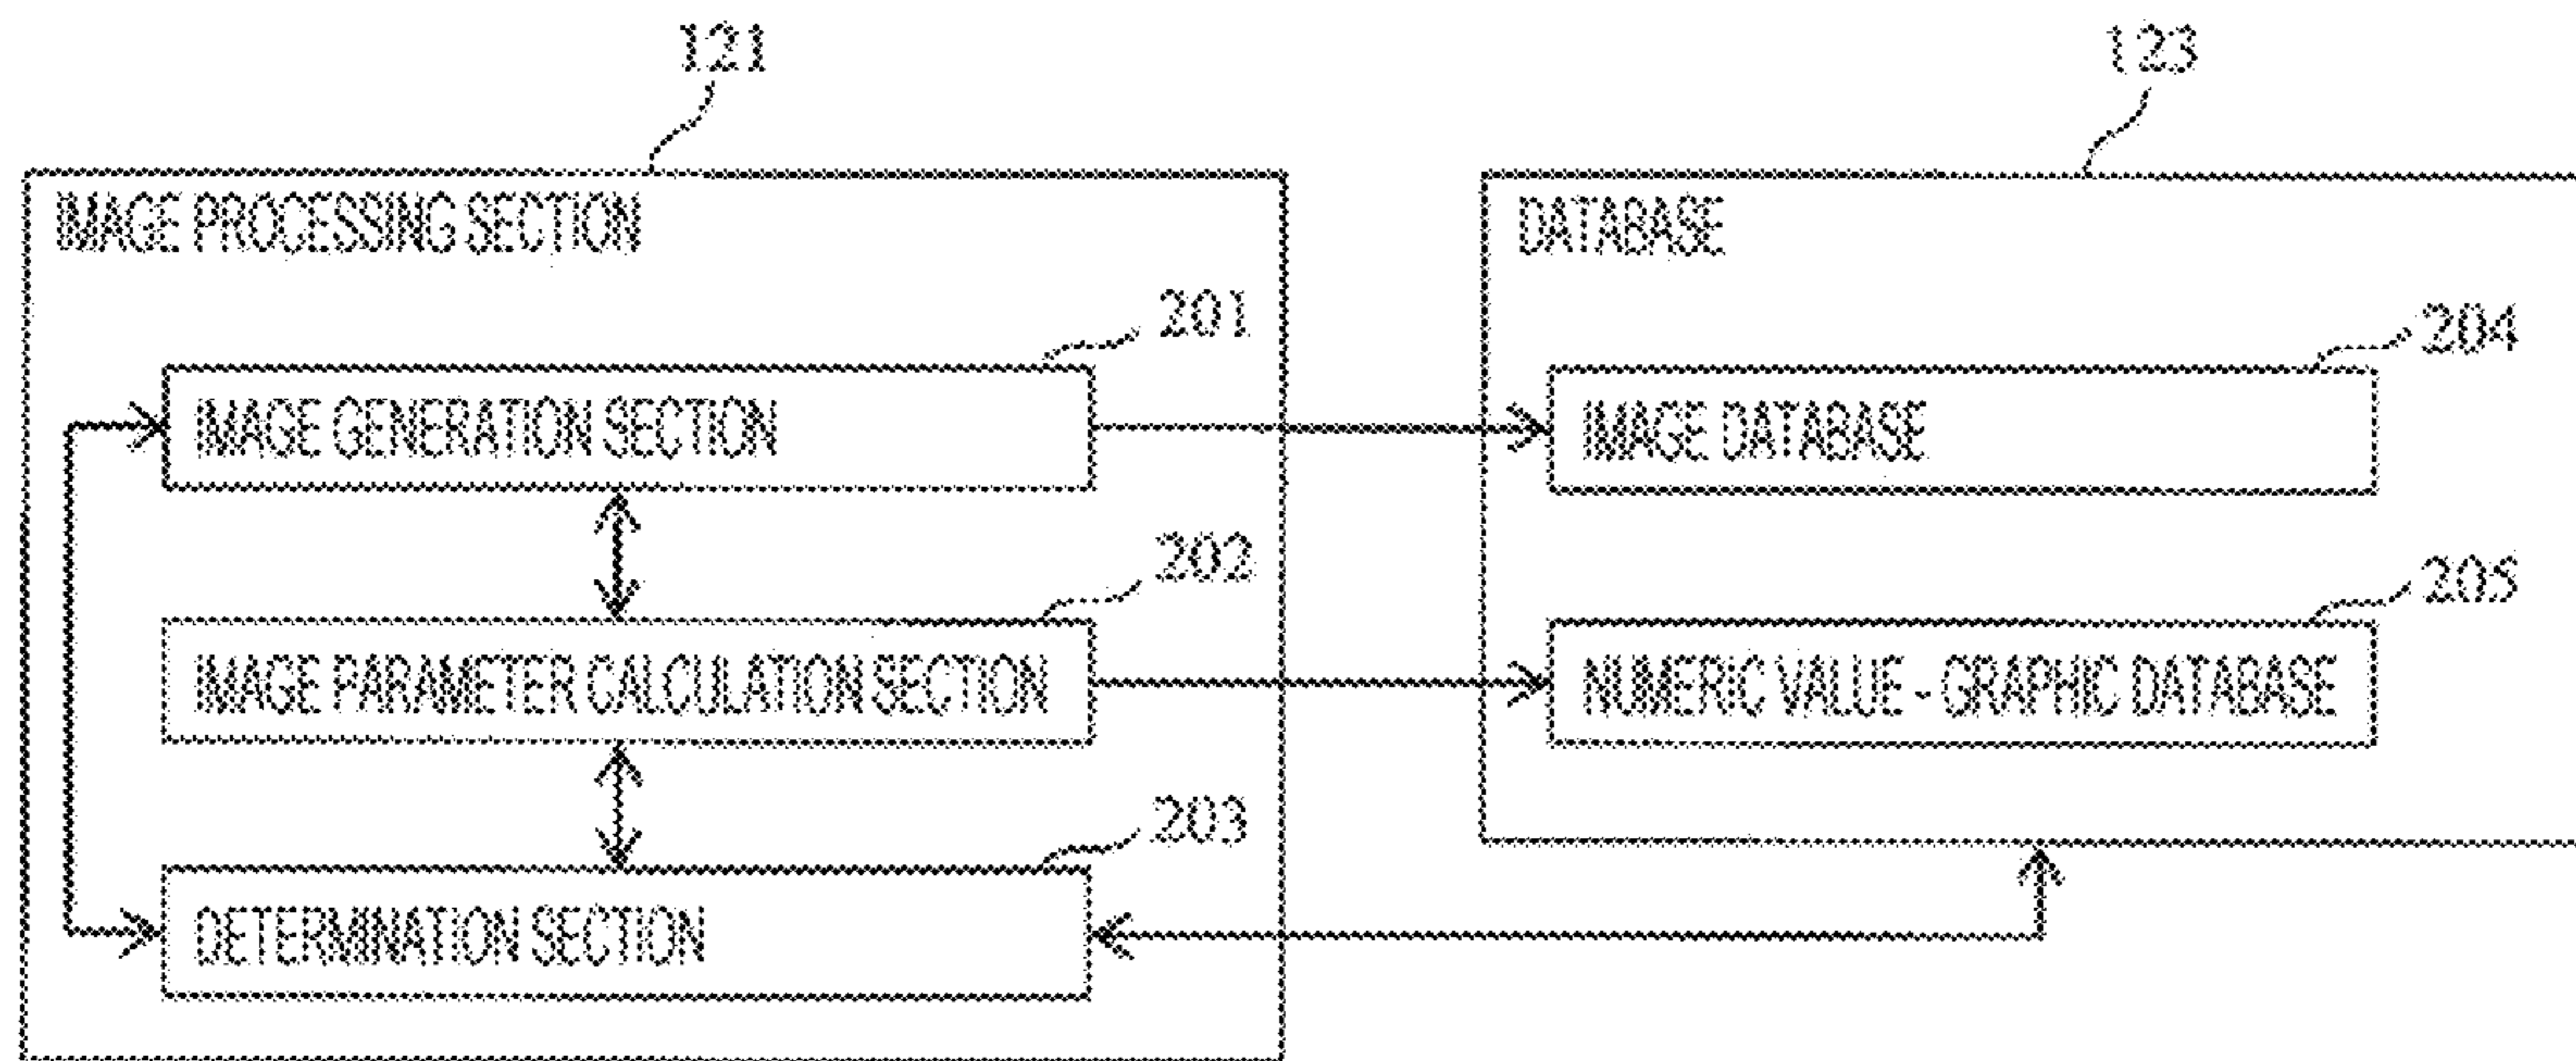 121
123
IMAGE PROCESSING SECTION
DATABASE
201
204
IMAGE GENERATION SECTION
IMAGE DATABASE
202
205
IMAGE PARAMETER CALCULATION SECTION
NUMERIC VALUE - GRAPHIC DATABASE
203
DETERMINATION SECTION